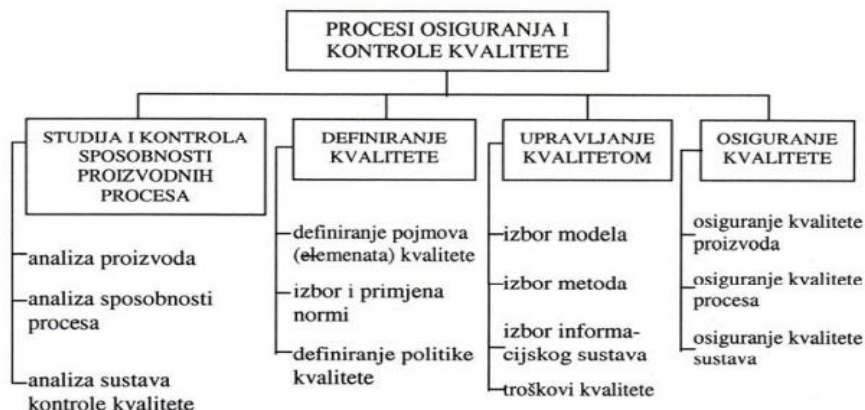 PROCESI OSIGURANJA I
KONTROLE KVALITETE
STUDIJA I KONTROLA
SPOSOBNOSTI
PROIZVODNIH
PROCESA
analiza proizvoda
analiza sposobnosti
procesa
analiza sustava
kontrole kvalitete
DEFINIRANJE
KVALITETE
definiranje pojmova
(elemenata) kvalitete
izbor i primjena
normi
definiranje politike
kvalitete
UPRAVLJANJE
KVALITETOM
izbor modela
izbor metoda
izbor informa-
cijskog sustava
troškovi kvalitete
OSIGURANJE
KVALITETE
osiguranje kvalitete
proizvoda
osiguranje kvalitete
procesa
osiguranje kvalitete
sustava